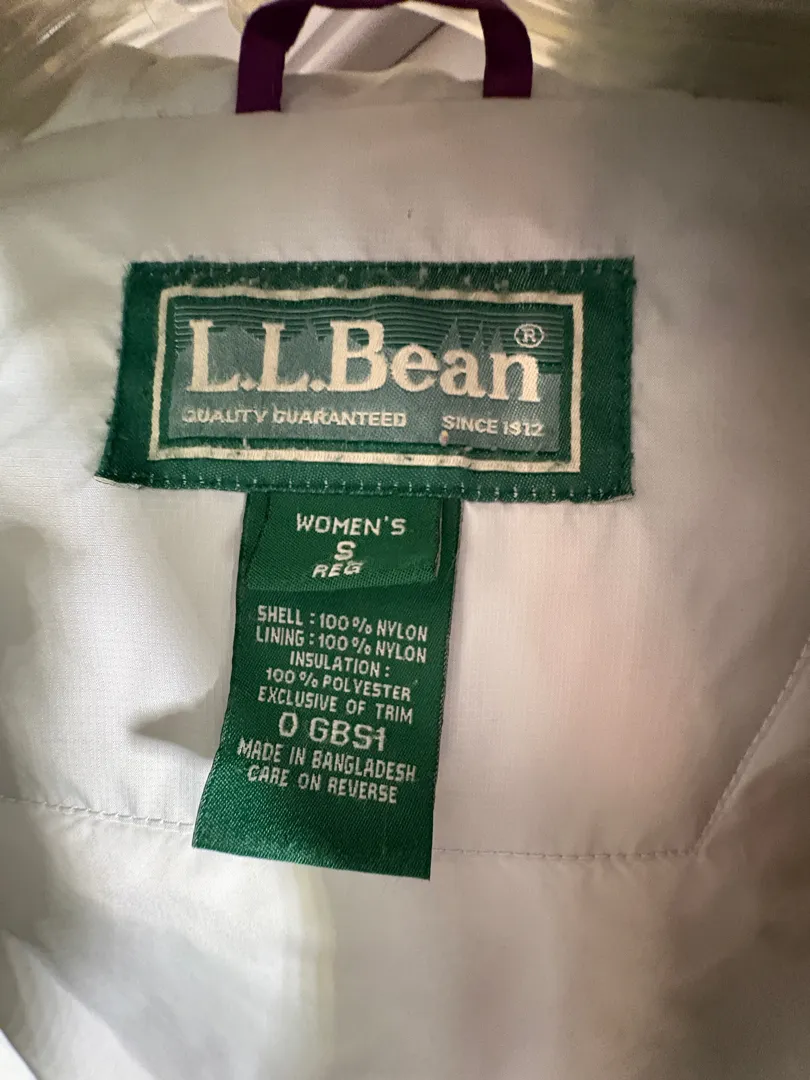 L.L.Bean®
QUALITY GUARANTEED SINCE 1912
WOMEN'S
S
REG
SHELL : 100% NYLON
LINING : 100% NYLON
INSULATION :
100% POLYESTER
EXCLUSIVE OF TRIM
0 GBS1
MADE IN BANGLADESH
CARE ON REVERSE